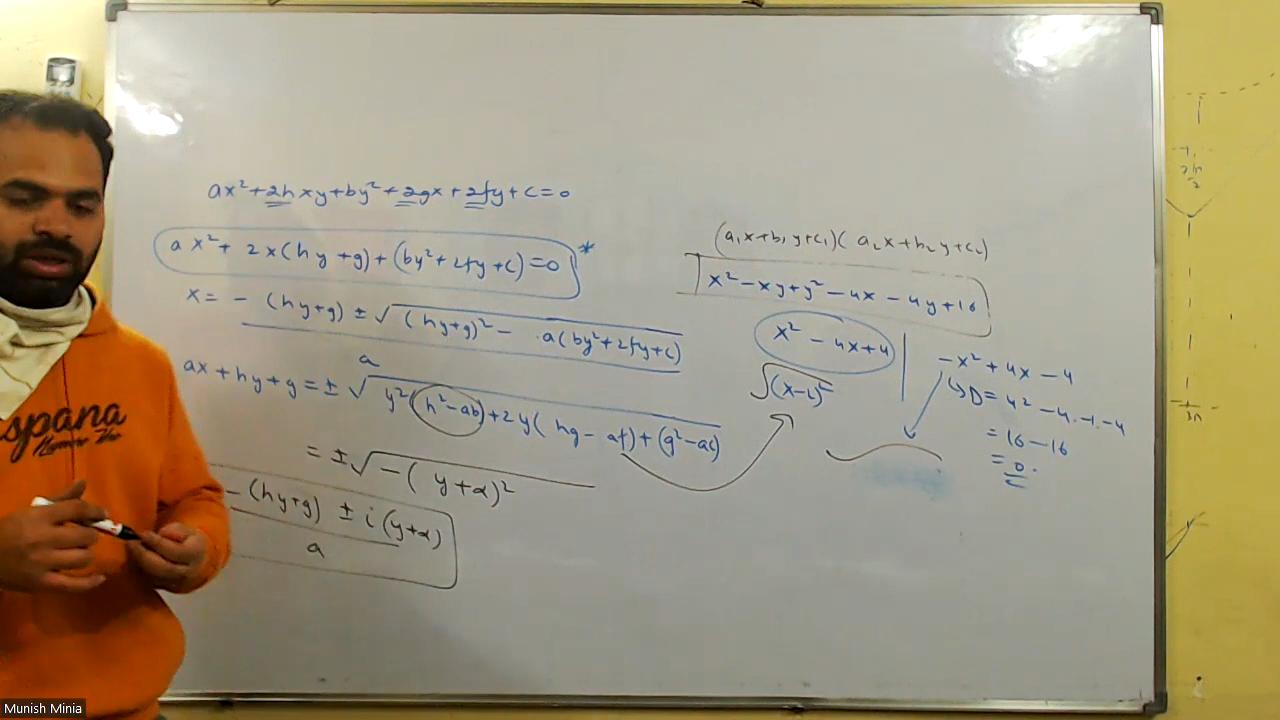 ax²+2hxy+by²+2gx+2fy+c=0
ax²+ 2x(hy+g)+(by²+2fy+c)=0 *
x= -(hy+g) ± √(hy+g)² - a(by²+2fy+c)
a
ax+hy+g = ± √y²(h²-ab)+2y(hg-af)+(g²-ac)
= ± √-(y+α)²
-(hy+g) ± i(y+α)
a
(a₁x+b₁y+c₁)(a₂x+b₂y+c₂)
x²-xy+y²-4x-4y+16
x²-4x+4
√(x-2)²
-x²+4x-4
↳D= 4²-4.-1.-4
= 16-16
= 0.
spana
Munish Minia